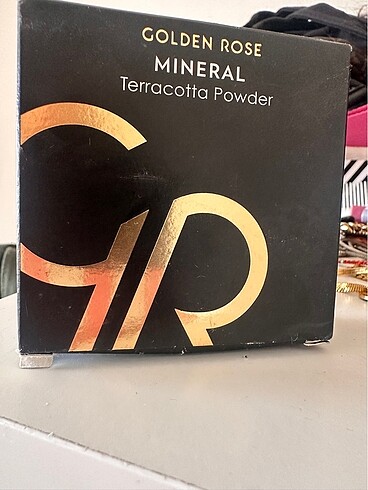 GOLDEN ROSE
MINERAL
Terracotta Powder
GR